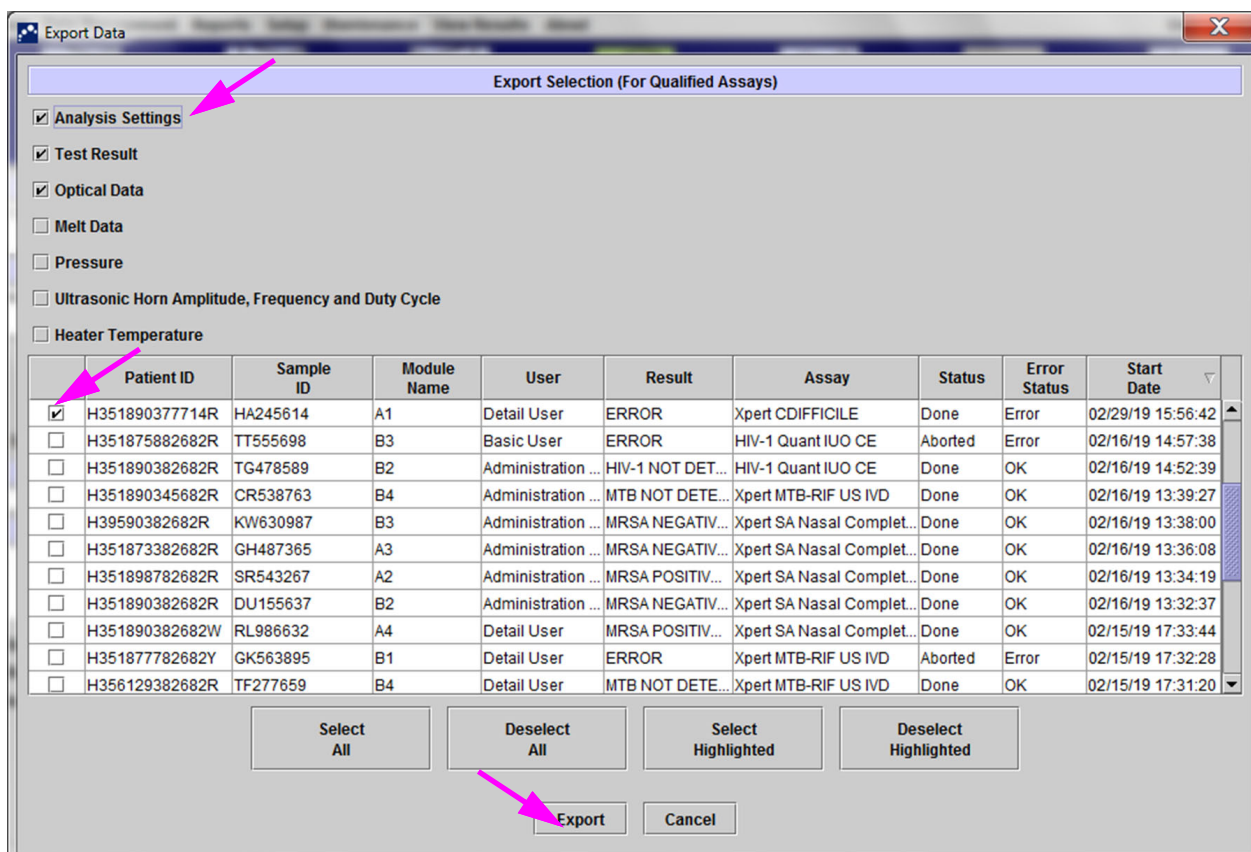 Export Data
Export Selection (For Qualified Assays)
Analysis Settings
Test Result
Optical Data
Melt Data
Pressure
Ultrasonic Horn Amplitude, Frequency and Duty Cycle
Heater Temperature
Patient ID Sample ID Module Name User Result Assay Status Error Status Start Date
H351890377714R HA245614 A1 Detail User ERROR Xpert CDIFFICILE Done Error 02/29/19 15:56:42
H351875882682R TT555698 B3 Basic User ERROR HIV-1 Quant IUO CE Aborted Error 02/16/19 14:57:38
H351890382682R TG478589 B2 Administration ... HIV-1 NOT DET... HIV-1 Quant IUO CE Done OK 02/16/19 14:52:39
H351890345682R CR538763 B4 Administration ... MTB NOT DETE... Xpert MTB-RIF US IVD Done OK 02/16/19 13:39:27
H39590382682R KW630987 B3 Administration ... MRSA NEGATIV... Xpert SA Nasal Complet... Done OK 02/16/19 13:38:00
H351873382682R GH487365 A3 Administration ... MRSA NEGATIV... Xpert SA Nasal Complet... Done OK 02/16/19 13:36:08
H351898782682R SR543267 A2 Administration ... MRSA POSITIV... Xpert SA Nasal Complet... Done OK 02/16/19 13:34:19
H351890382682R DU155637 B2 Administration ... MRSA NEGATIV... Xpert SA Nasal Complet... Done OK 02/16/19 13:32:37
H351890382682W RL986632 A4 Detail User MRSA POSITIV... Xpert SA Nasal Complet... Done OK 02/15/19 17:33:44
H351877782682Y GK563895 B1 Detail User ERROR Xpert MTB-RIF US IVD Aborted Error 02/15/19 17:32:28
H356129382682R TF277659 B4 Detail User MTB NOT DETE... Xpert MTB-RIF US IVD Done OK 02/15/19 17:31:20
Select All Deselect All Select Highlighted Deselect Highlighted
Export Cancel